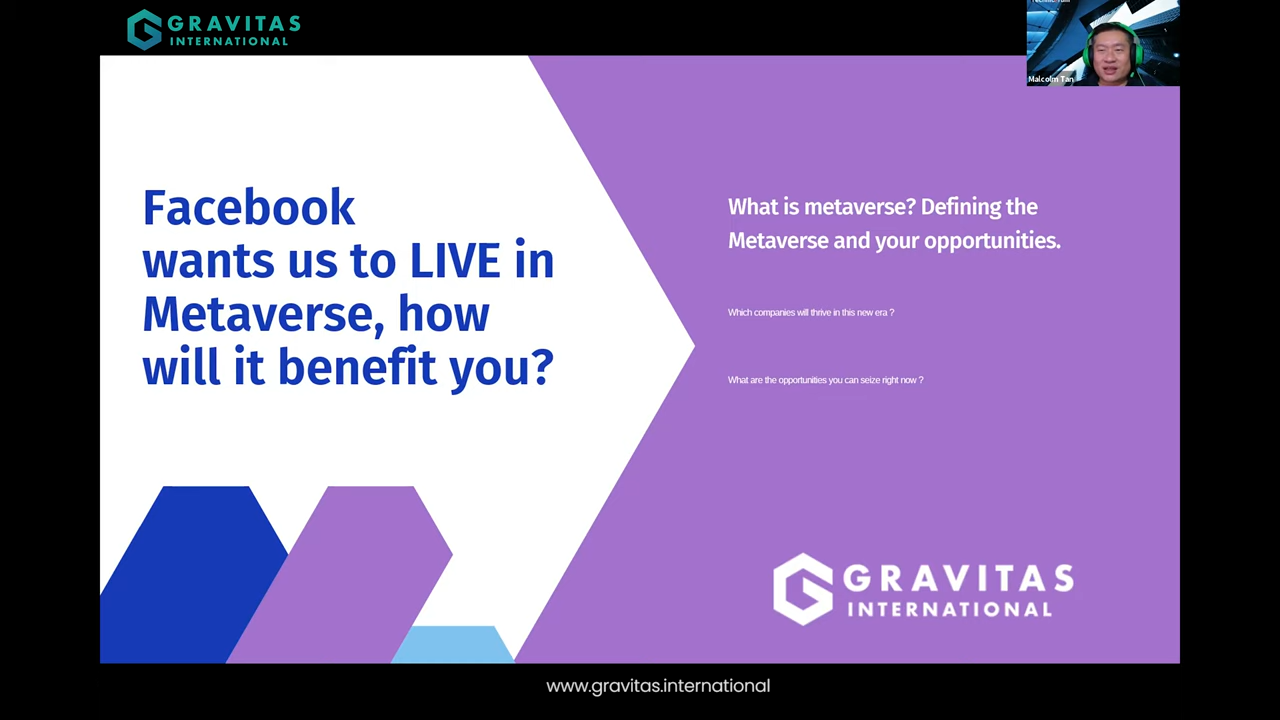 GRAVITAS
INTERNATIONAL
Malcolm Tan
Facebook
wants us to LIVE in
Metaverse, how
will it benefit you?
What is metaverse? Defining the
Metaverse and your opportunities.
Which companies will thrive in this new era ?
What are the opportunities you can seize right now ?
GRAVITAS
INTERNATIONAL
www.gravitas.international